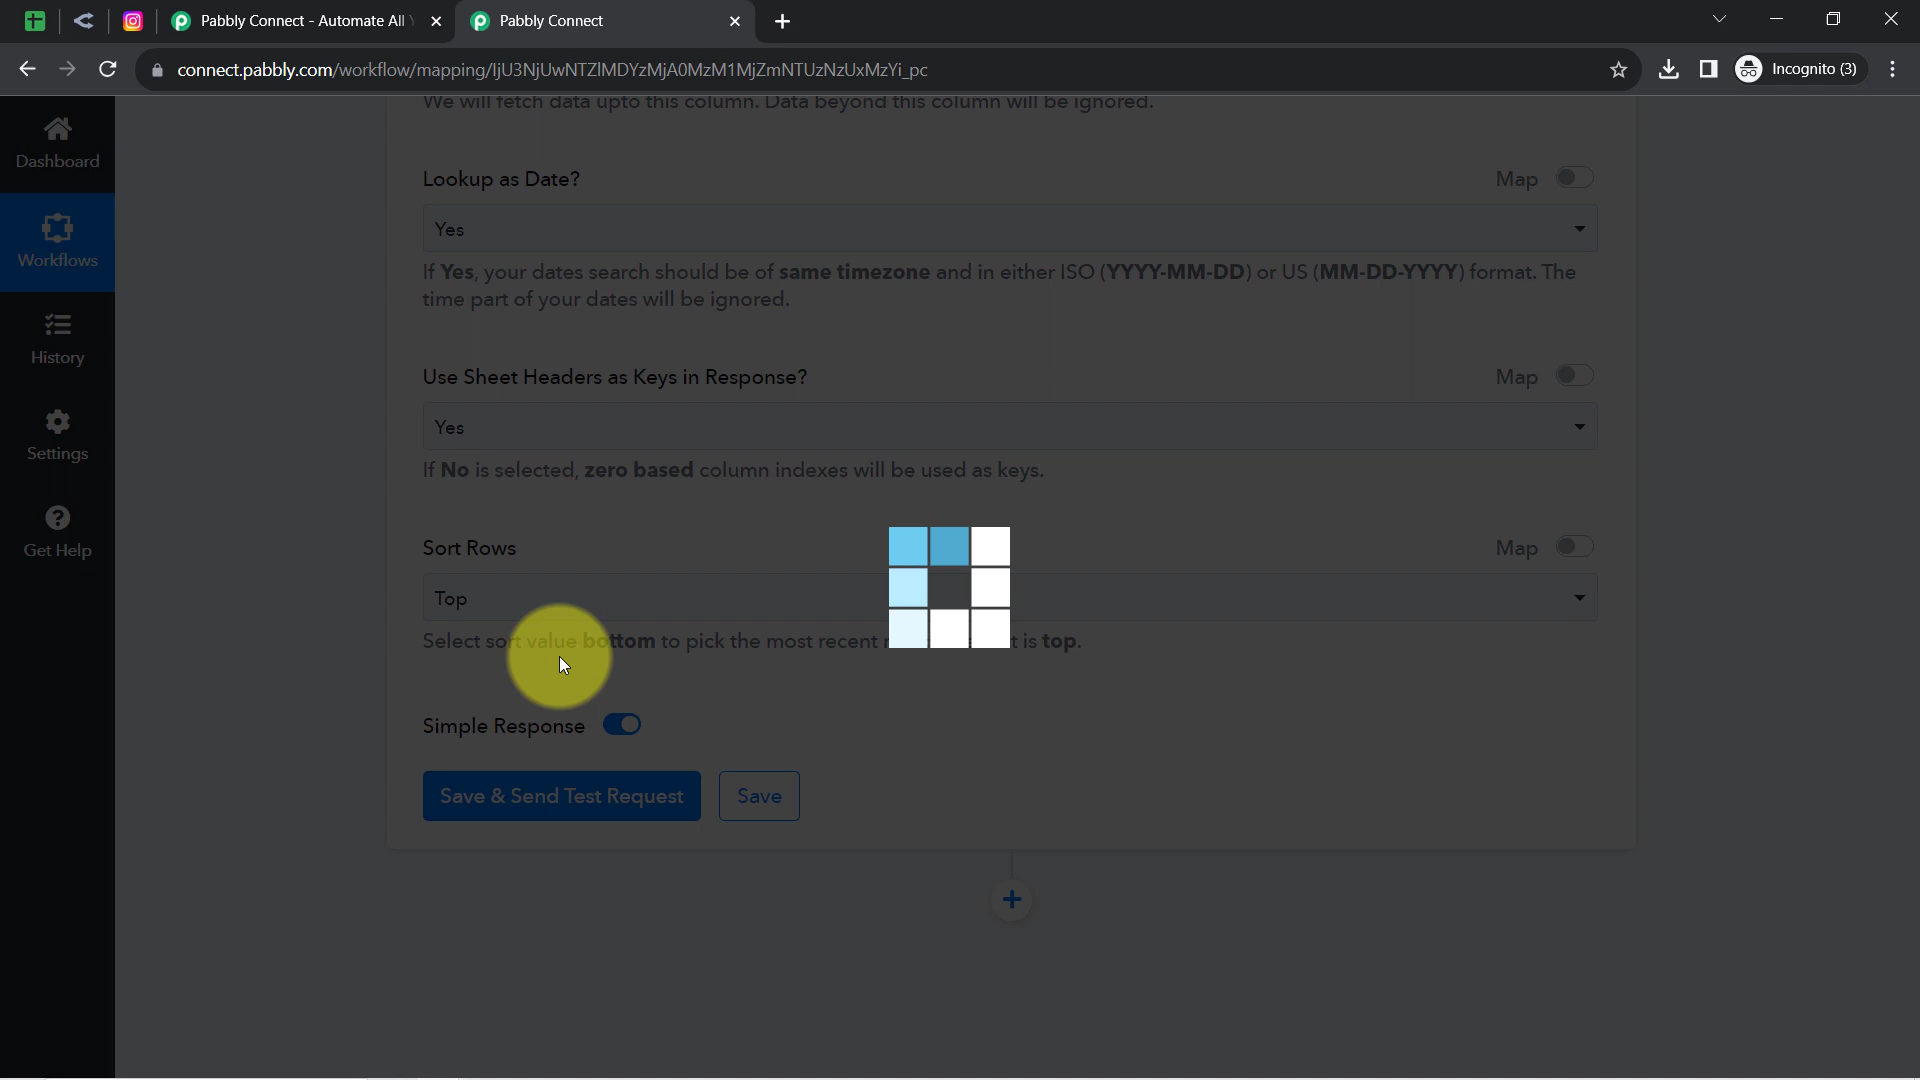 Pabbly Connect - Automate All Y
Pabbly Connect
connect.pabbly.com/workflow/mapping/IjU3NjUwNTZlMDYzMjA0MzM1MjZmNTUzNzUxMzYi_pc
Incognito (3)
We will fetch data upto this column. Data beyond this column will be ignored.
Dashboard
Lookup as Date?
Map
Yes
Workflows
If Yes, your dates search should be of same timezone and in either ISO (YYYY-MM-DD) or US (MM-DD-YYYY) format. The
time part of your dates will be ignored.
History
Use Sheet Headers as Keys in Response?
Map
Yes
Settings
If No is selected, zero based column indexes will be used as keys.
Get Help
Sort Rows
Map
Top
Select sort value bottom to pick the most recent is top.
Simple Response
Save & Send Test Request
Save